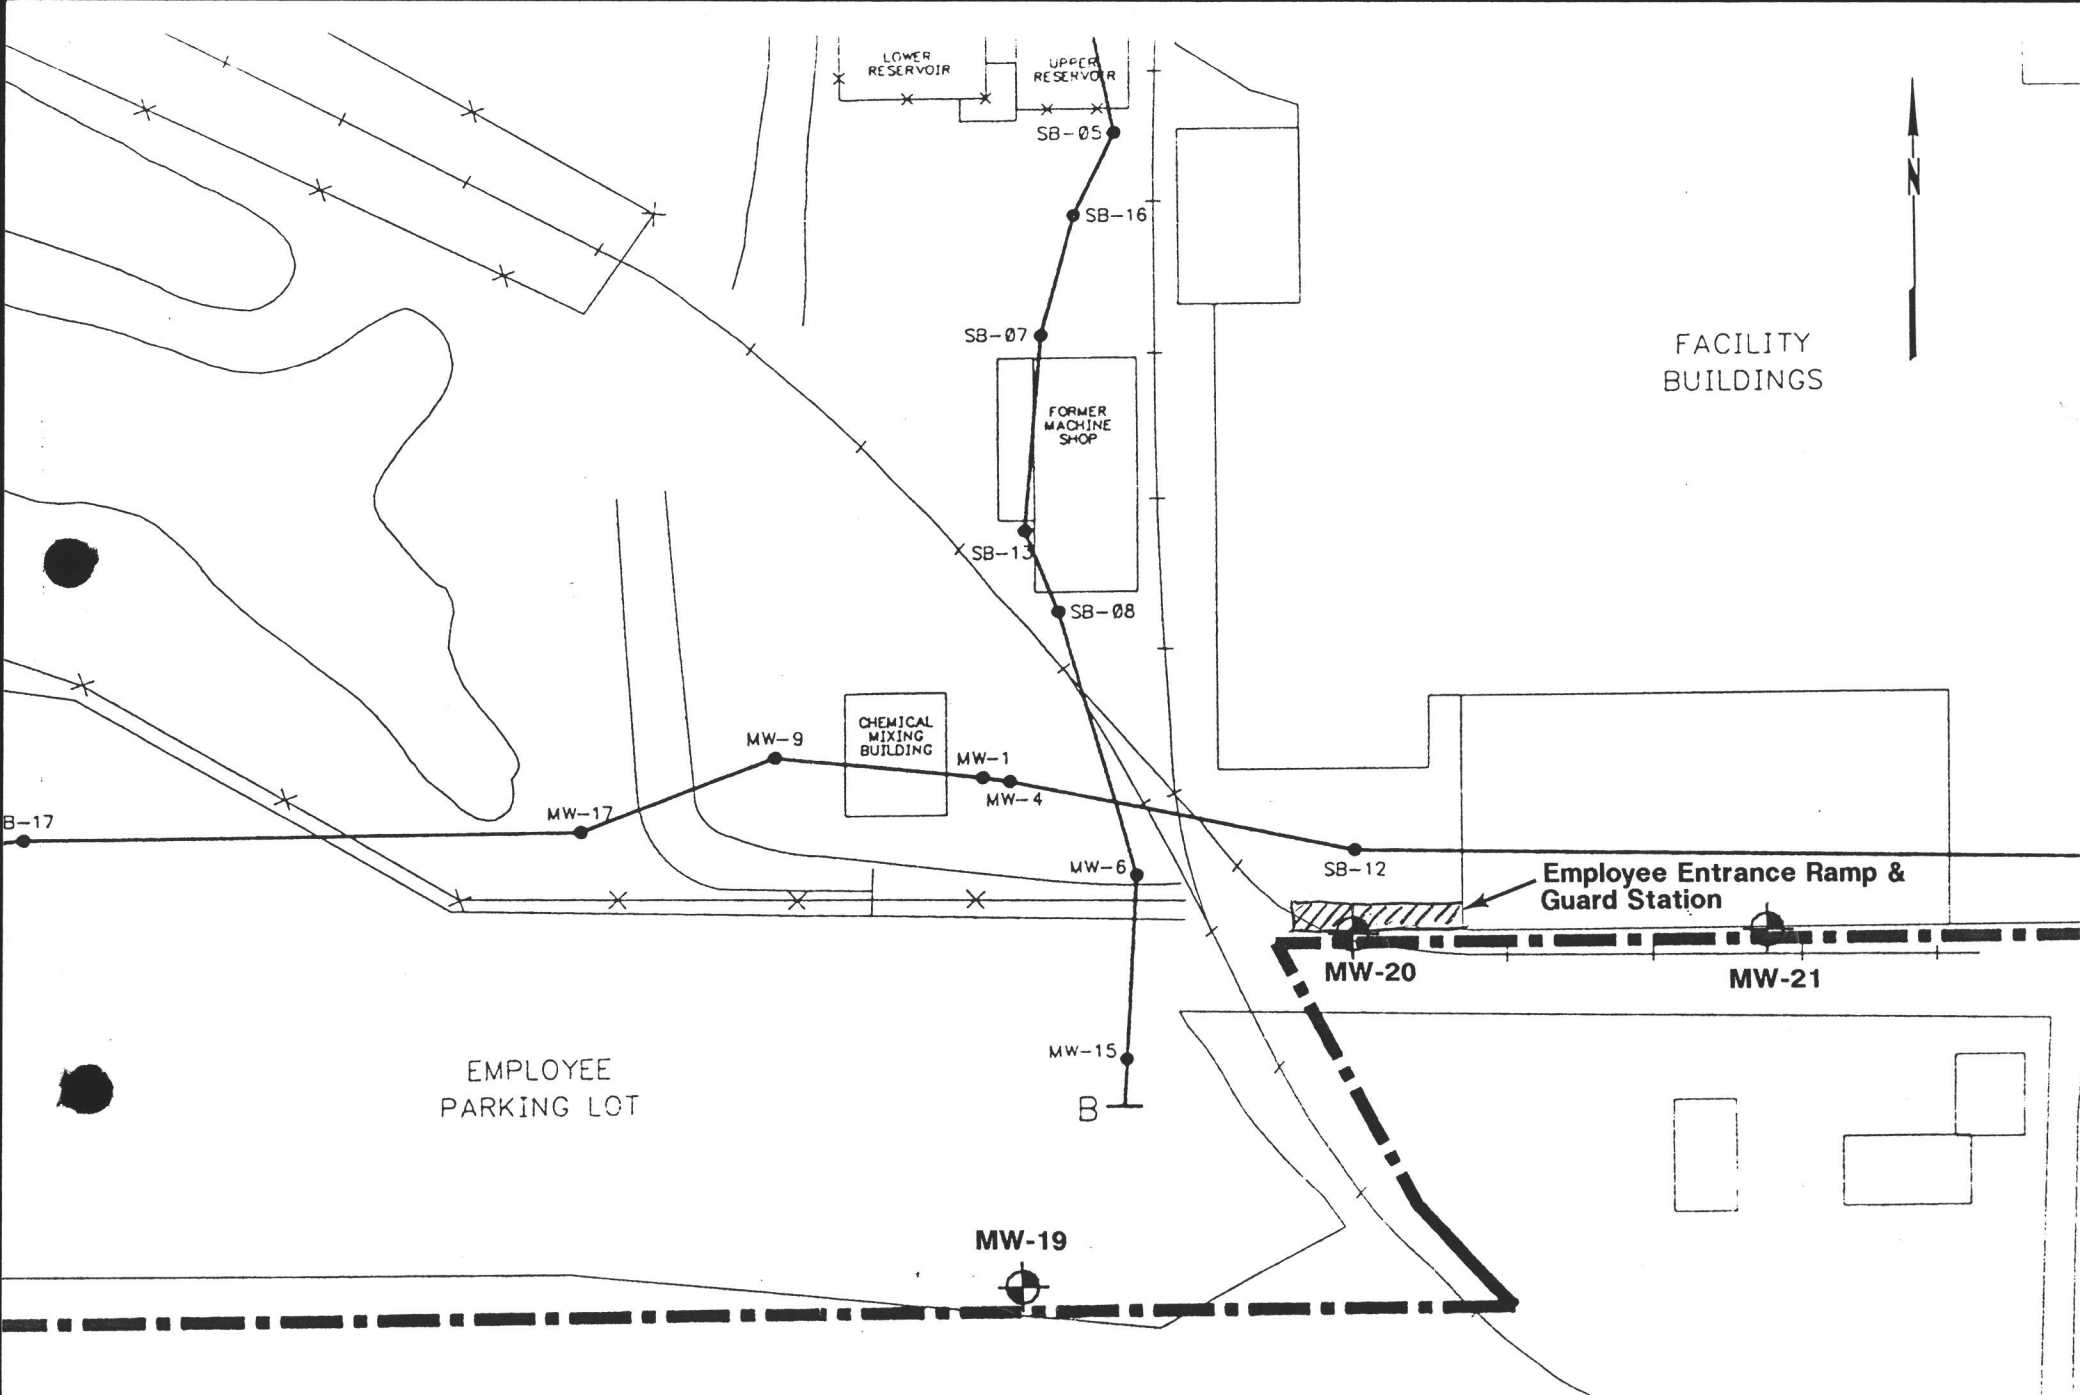 LOWER
RESERVOIR
UPPER
RESERVOIR
SB-05
N
SB-16
SB-07
FACILITY
BUILDINGS
FORMER
MACHINE
SHOP
SB-13
SB-08
CHEMICAL
MIXING
BUILDING
MW-9
MW-1
MW-4
MW-17
B-17
MW-6
SB-12
Employee Entrance Ramp &
Guard Station
MW-20
MW-21
MW-15
EMPLOYEE
PARKING LOT
B
MW-19